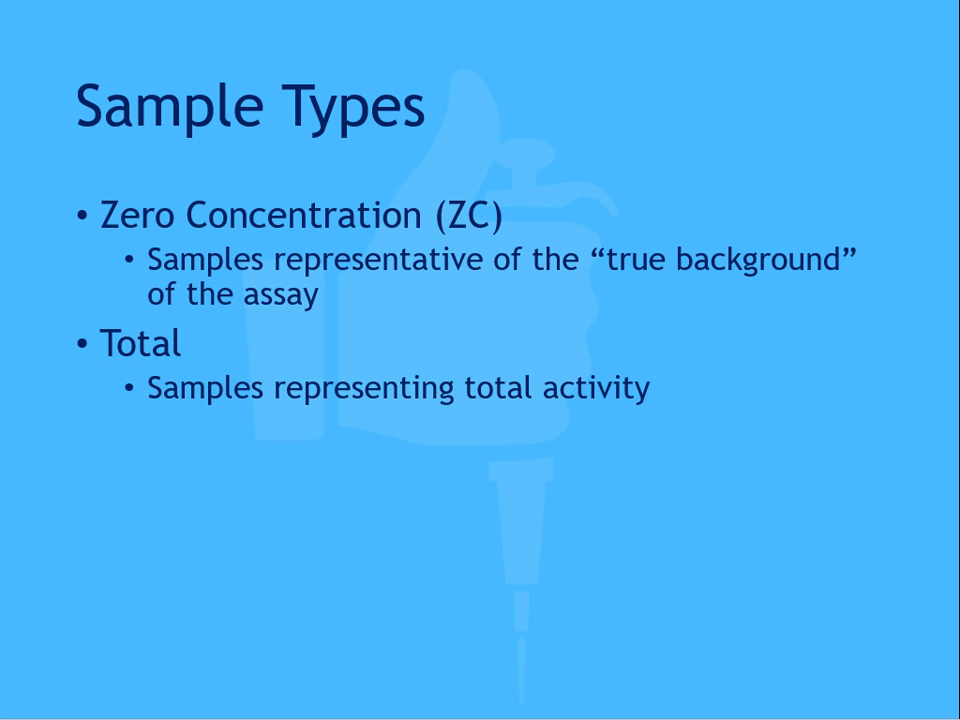 Sample Types
• Zero Concentration (ZC)
• Samples representative of the “true background”
of the assay
• Total
• Samples representing total activity